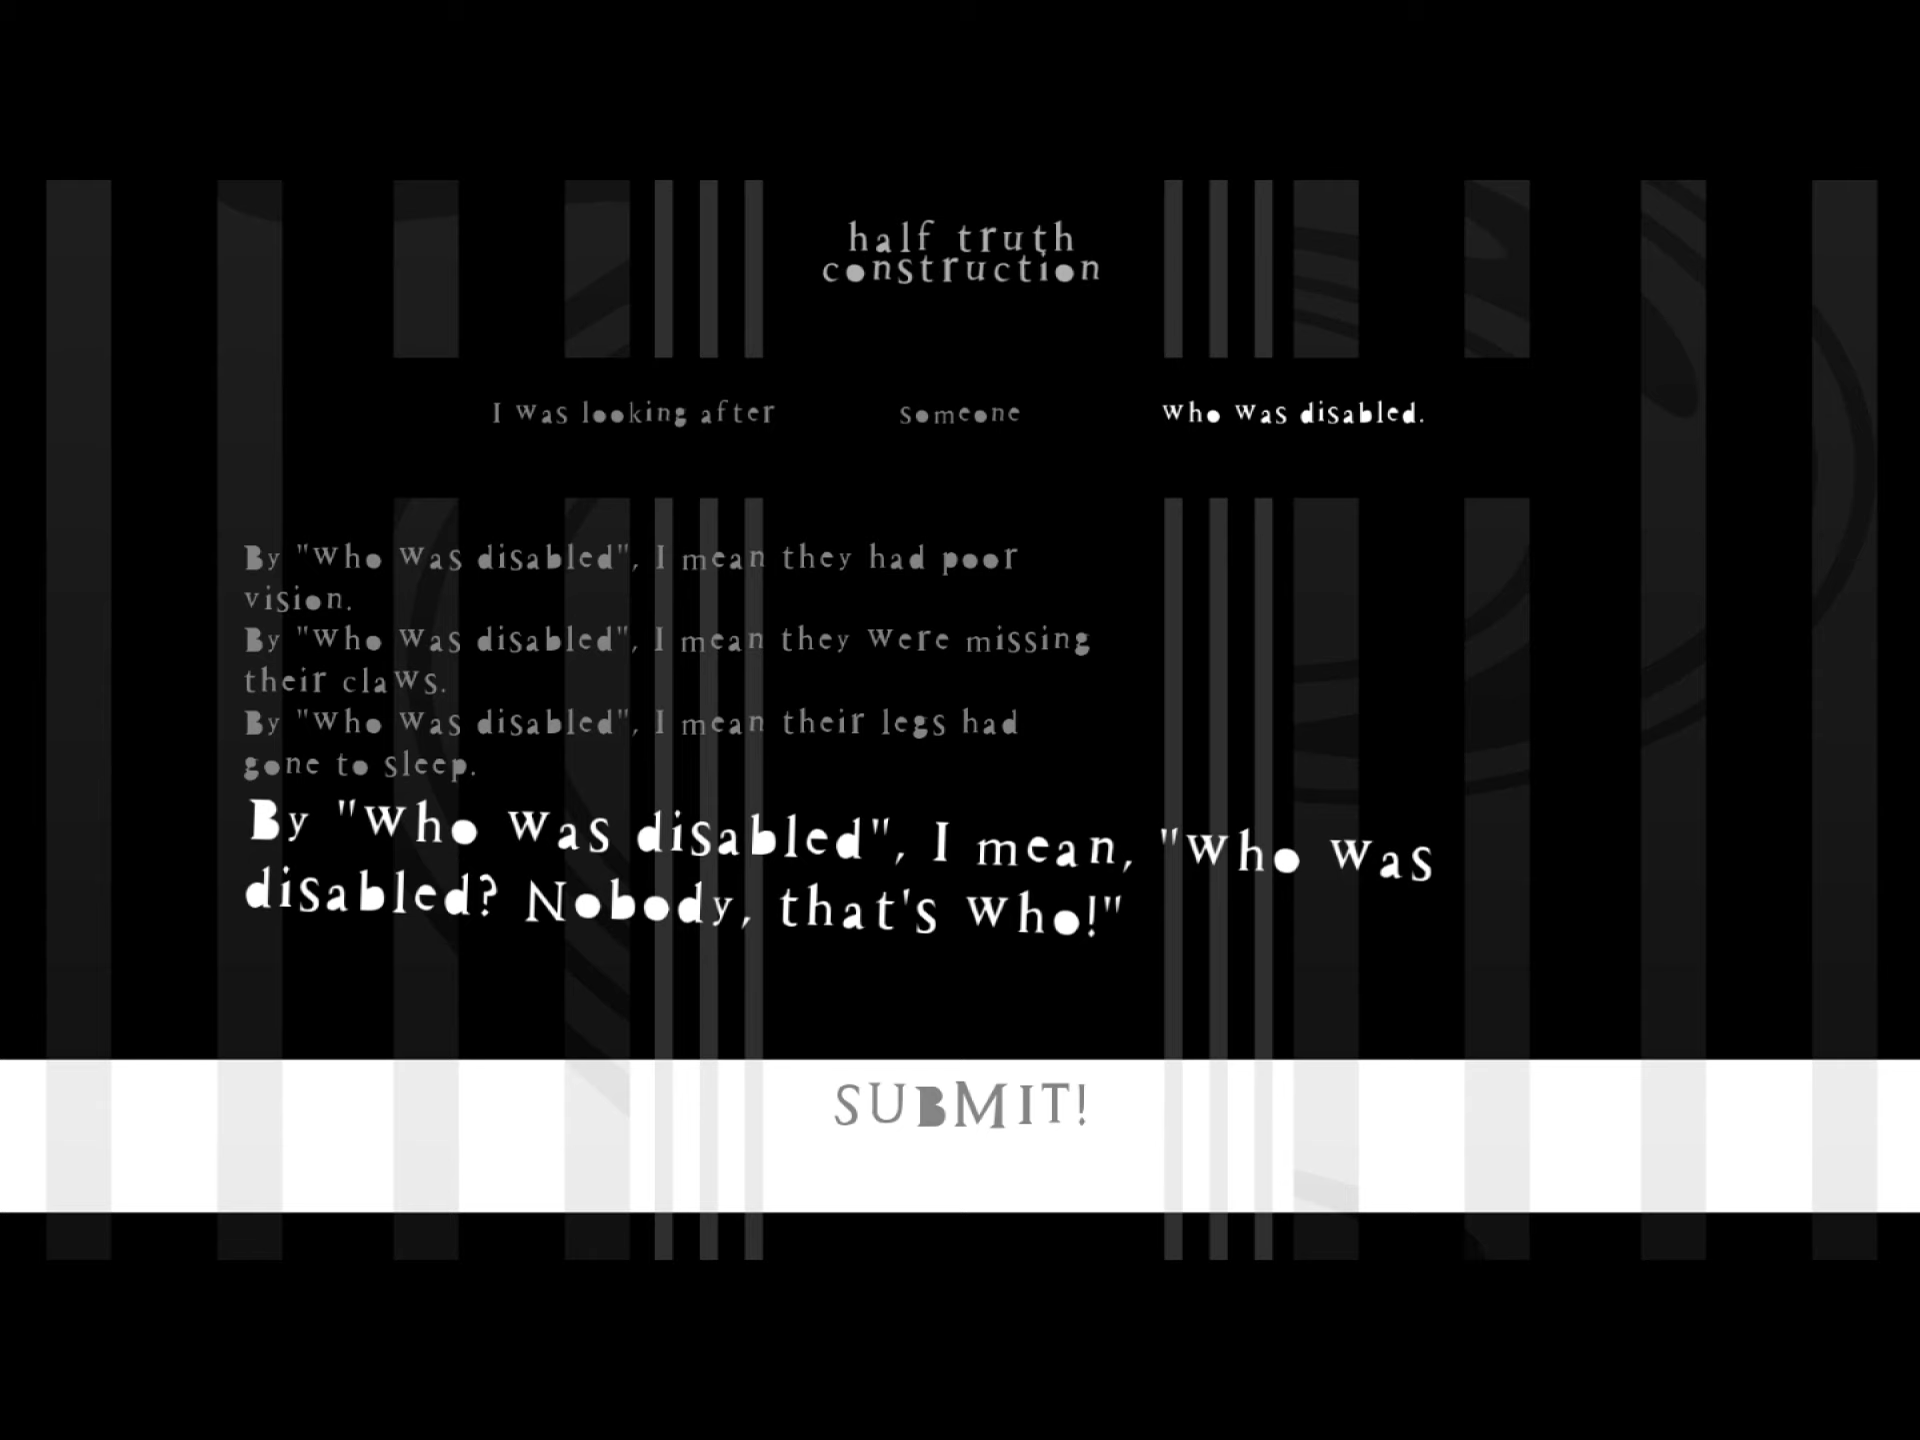 half truth
construction
I was looking after someone who was disabled.
By "who was disabled", I mean they had poor
vision.
By "who was disabled", I mean they were missing
their claws.
By "who was disabled", I mean their legs had
gone to sleep.
By "who was disabled", I mean, "who was
disabled? Nobody, that's who!"
SUBMIT!